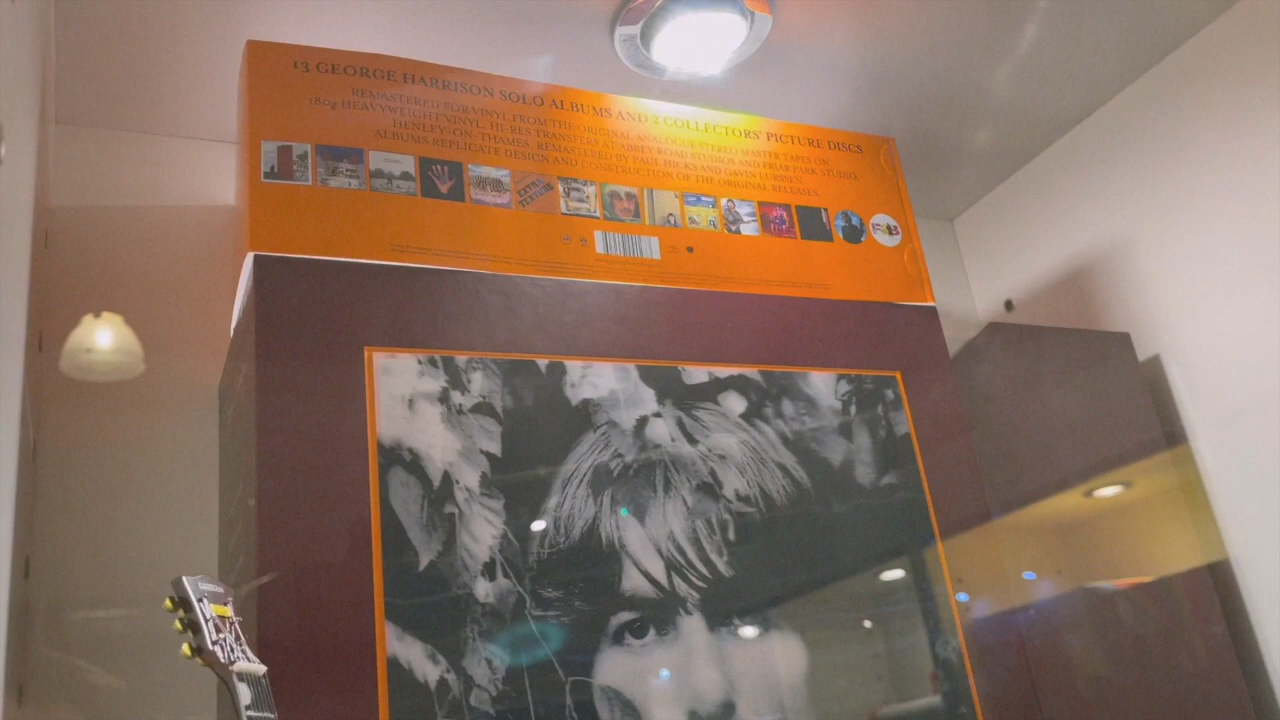 13 GEORGE HARRISON SOLO ALBUMS AND 2 COLLECTORS' PICTURE DISCS
REMASTERED FOR VINYL FROM THE ORIGINAL ANALOGUE STEREO MASTER TAPES ON
180g HEAVYWEIGHT VINYL. HI-RES TRANSFERS AT ABBEY ROAD STUDIOS AND FRIAR PARK STUDIO,
HENLEY-ON-THAMES. REMASTERED BY PAUL HICKS AND GAVIN LURSSEN.
ALBUMS REPLICATE DESIGN AND CONSTRUCTION OF THE ORIGINAL RELEASES.
EXTRA
TEXTURE